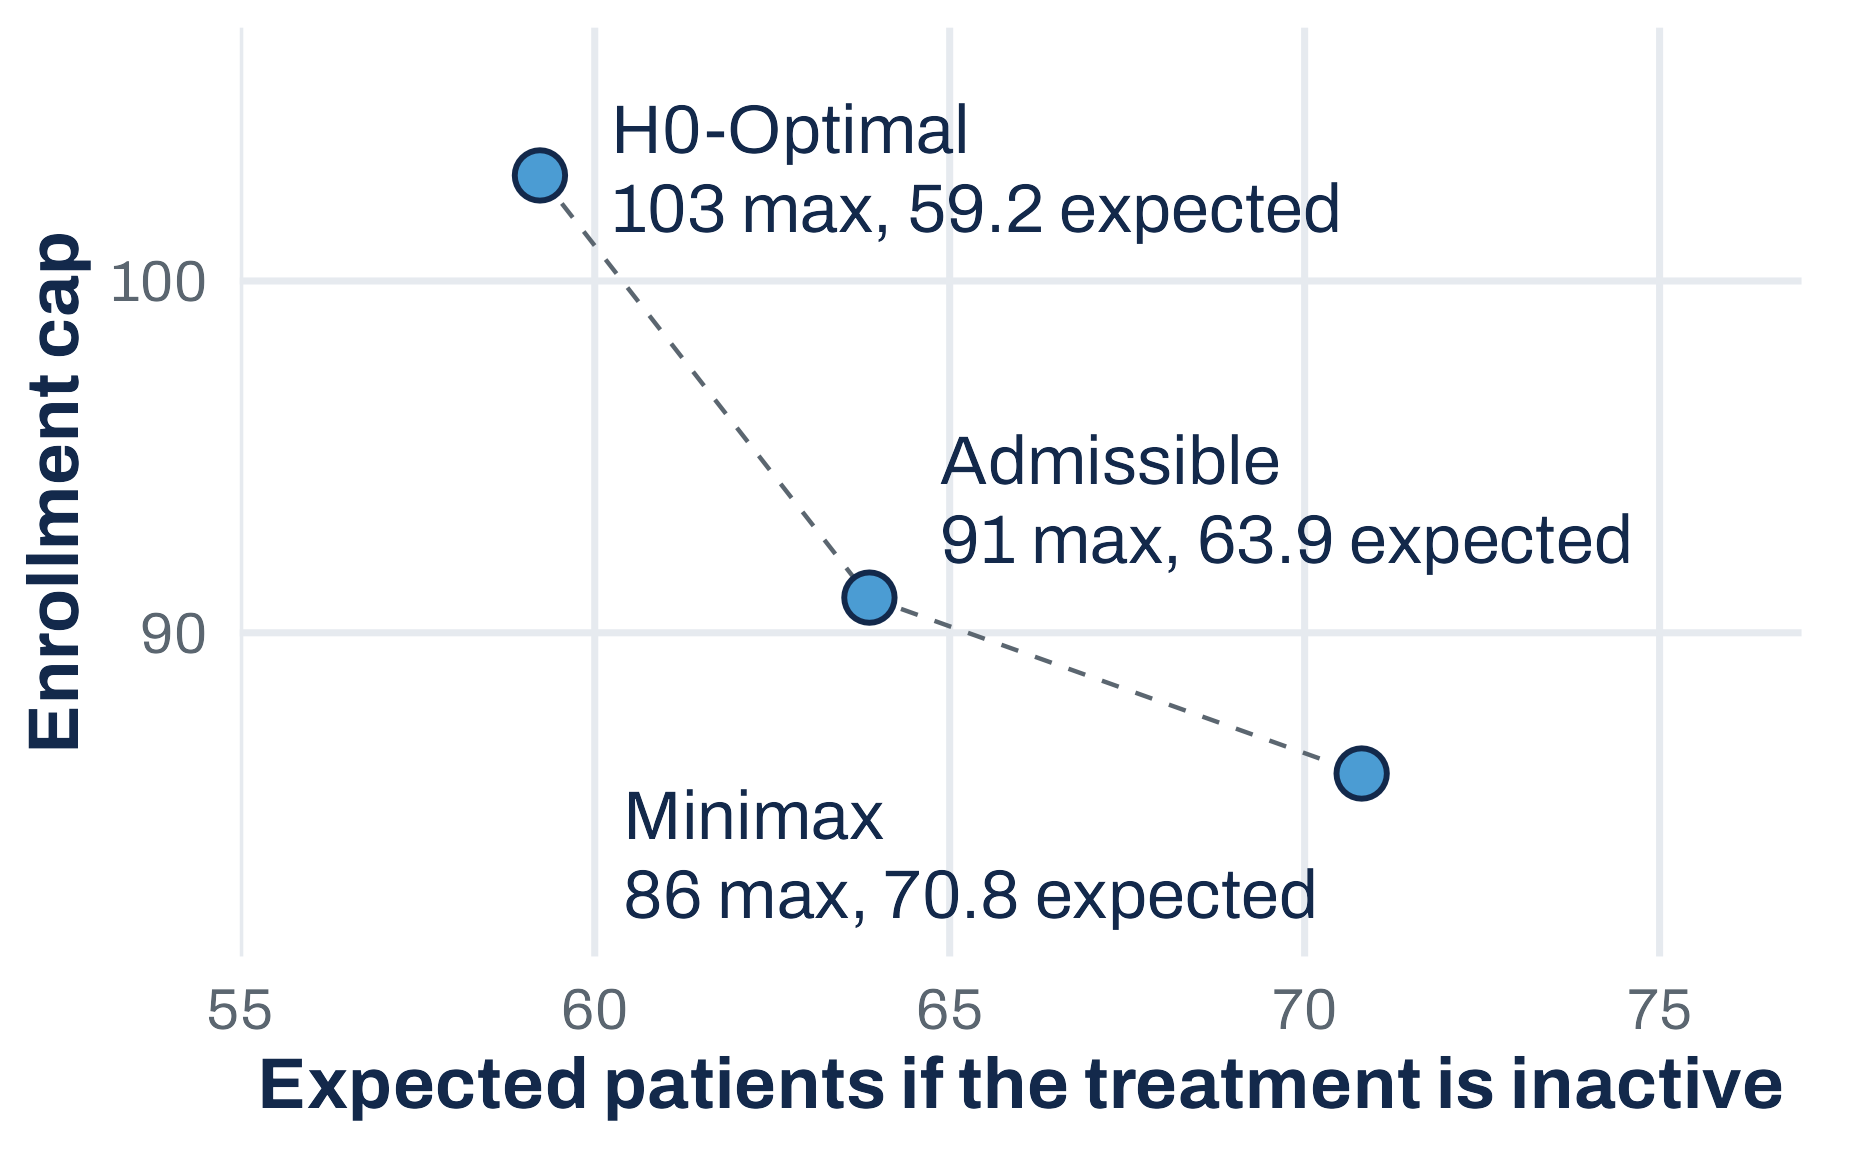 H0-Optimal
103 max, 59.2 expected
Enrollment cap
100
Admissible
91 max, 63.9 expected
90
Minimax
86 max, 70.8 expected
55 60 65 70 75
Expected patients if the treatment is inactive